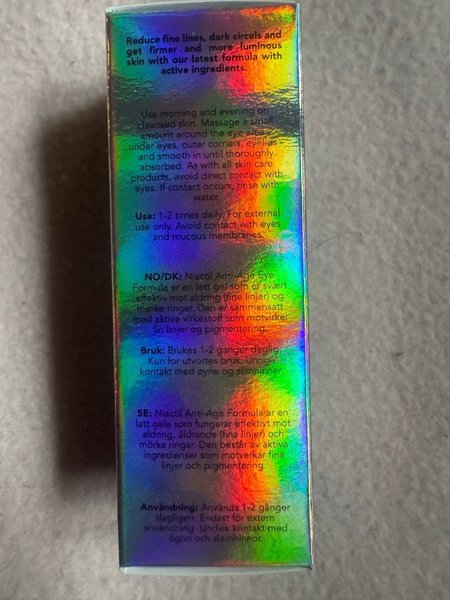 Reduce fine lines, dark circels and
get firmer and more luminous
skin with our latest formula with
active ingredients.
Use morning and evening on
cleansed skin. Massage a small
amount around the eye area -
under eyes, outer corners, eyelids -
and smooth in until thoroughly
absorbed. As with all skincare
products, avoid direct contact with
eyes. If contact occurs, rinse with
water.
Use: 1-2 times daily. For external
use only. Avoid contact with eyes
and mucous membranes.
NO/DK: Niactil Anti-Age Eye
Formula er en lett gel som er svært
effektiv mot aldring (fine linjer) og
mørke ringer. Den er sammensatt
med aktive virkestoff som motvirker
fin linjer og pigmentering.
Bruk: Brukes 1-2 ganger daglig.
Kun for utvortes bruk. Unngå
kontakt med øyne og slimhinner.
SE: Niactil Anti-Age Formula är en
lätt gele som fungerar effektivt mot
aldring, åldrande (fina linjer) och
mörka ringar. Den består av aktiva
ingredienser som motverkar fina
linjer och pigmentering.
Användning: Används 1-2 gånger
dagligen. Endast för extern
användning. Undvik kontakt med
ögon och slemhinnor.